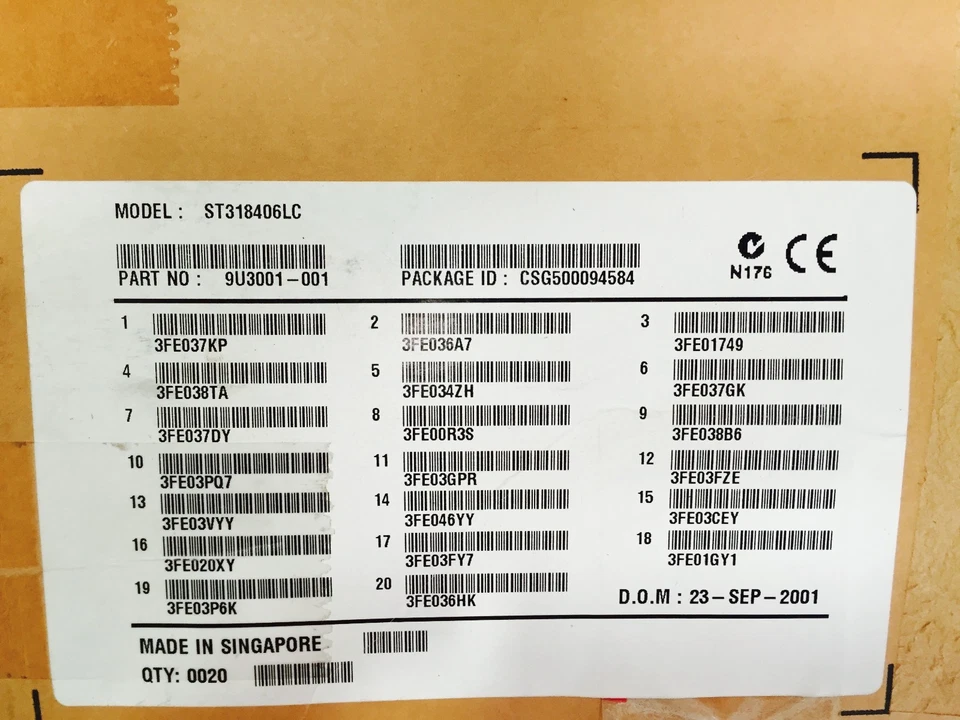 MODEL : ST318406LC
PART NO : 9U3001-001 PACKAGE ID : CSG500094584 N176 CE
1 2 3
3FE037KP 3FE036A7 3FE01749
4 5 6
3FE038TA 3FE034ZH 3FE037GK
7 8 9
3FE037DY 3FE00R3S 3FE038B6
10 11 12
3FE03PQ7 3FE03GPR 3FE03FZE
13 14 15
3FE03VYY 3FE046YY 3FE03CEY
16 17 18
3FE020XY 3FE03FY7 3FE01GY1
19 20
3FE03P6K 3FE036HK D.O.M : 23-SEP-2001
MADE IN SINGAPORE
QTY: 0020